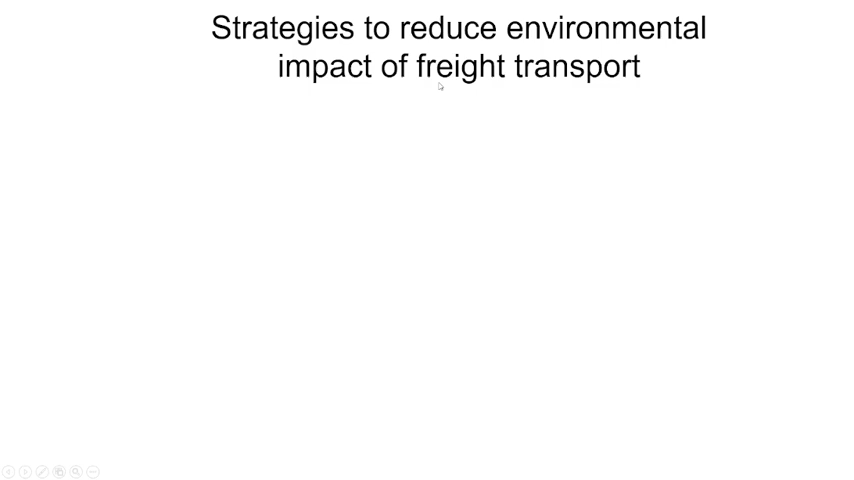 Strategies to reduce environmental
impact of freight transport